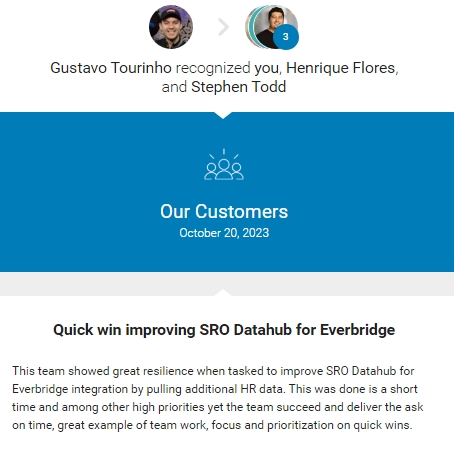 3
Gustavo Tourinho recognized you, Henrique Flores,
and Stephen Todd
Our Customers
October 20, 2023
Quick win improving SRO Datahub for Everbridge
This team showed great resilience when tasked to improve SRO Datahub for
Everbridge integration by pulling additional HR data. This was done is a short
time and among other high priorities yet the team succeed and deliver the ask
on time, great example of team work, focus and prioritization on quick wins.